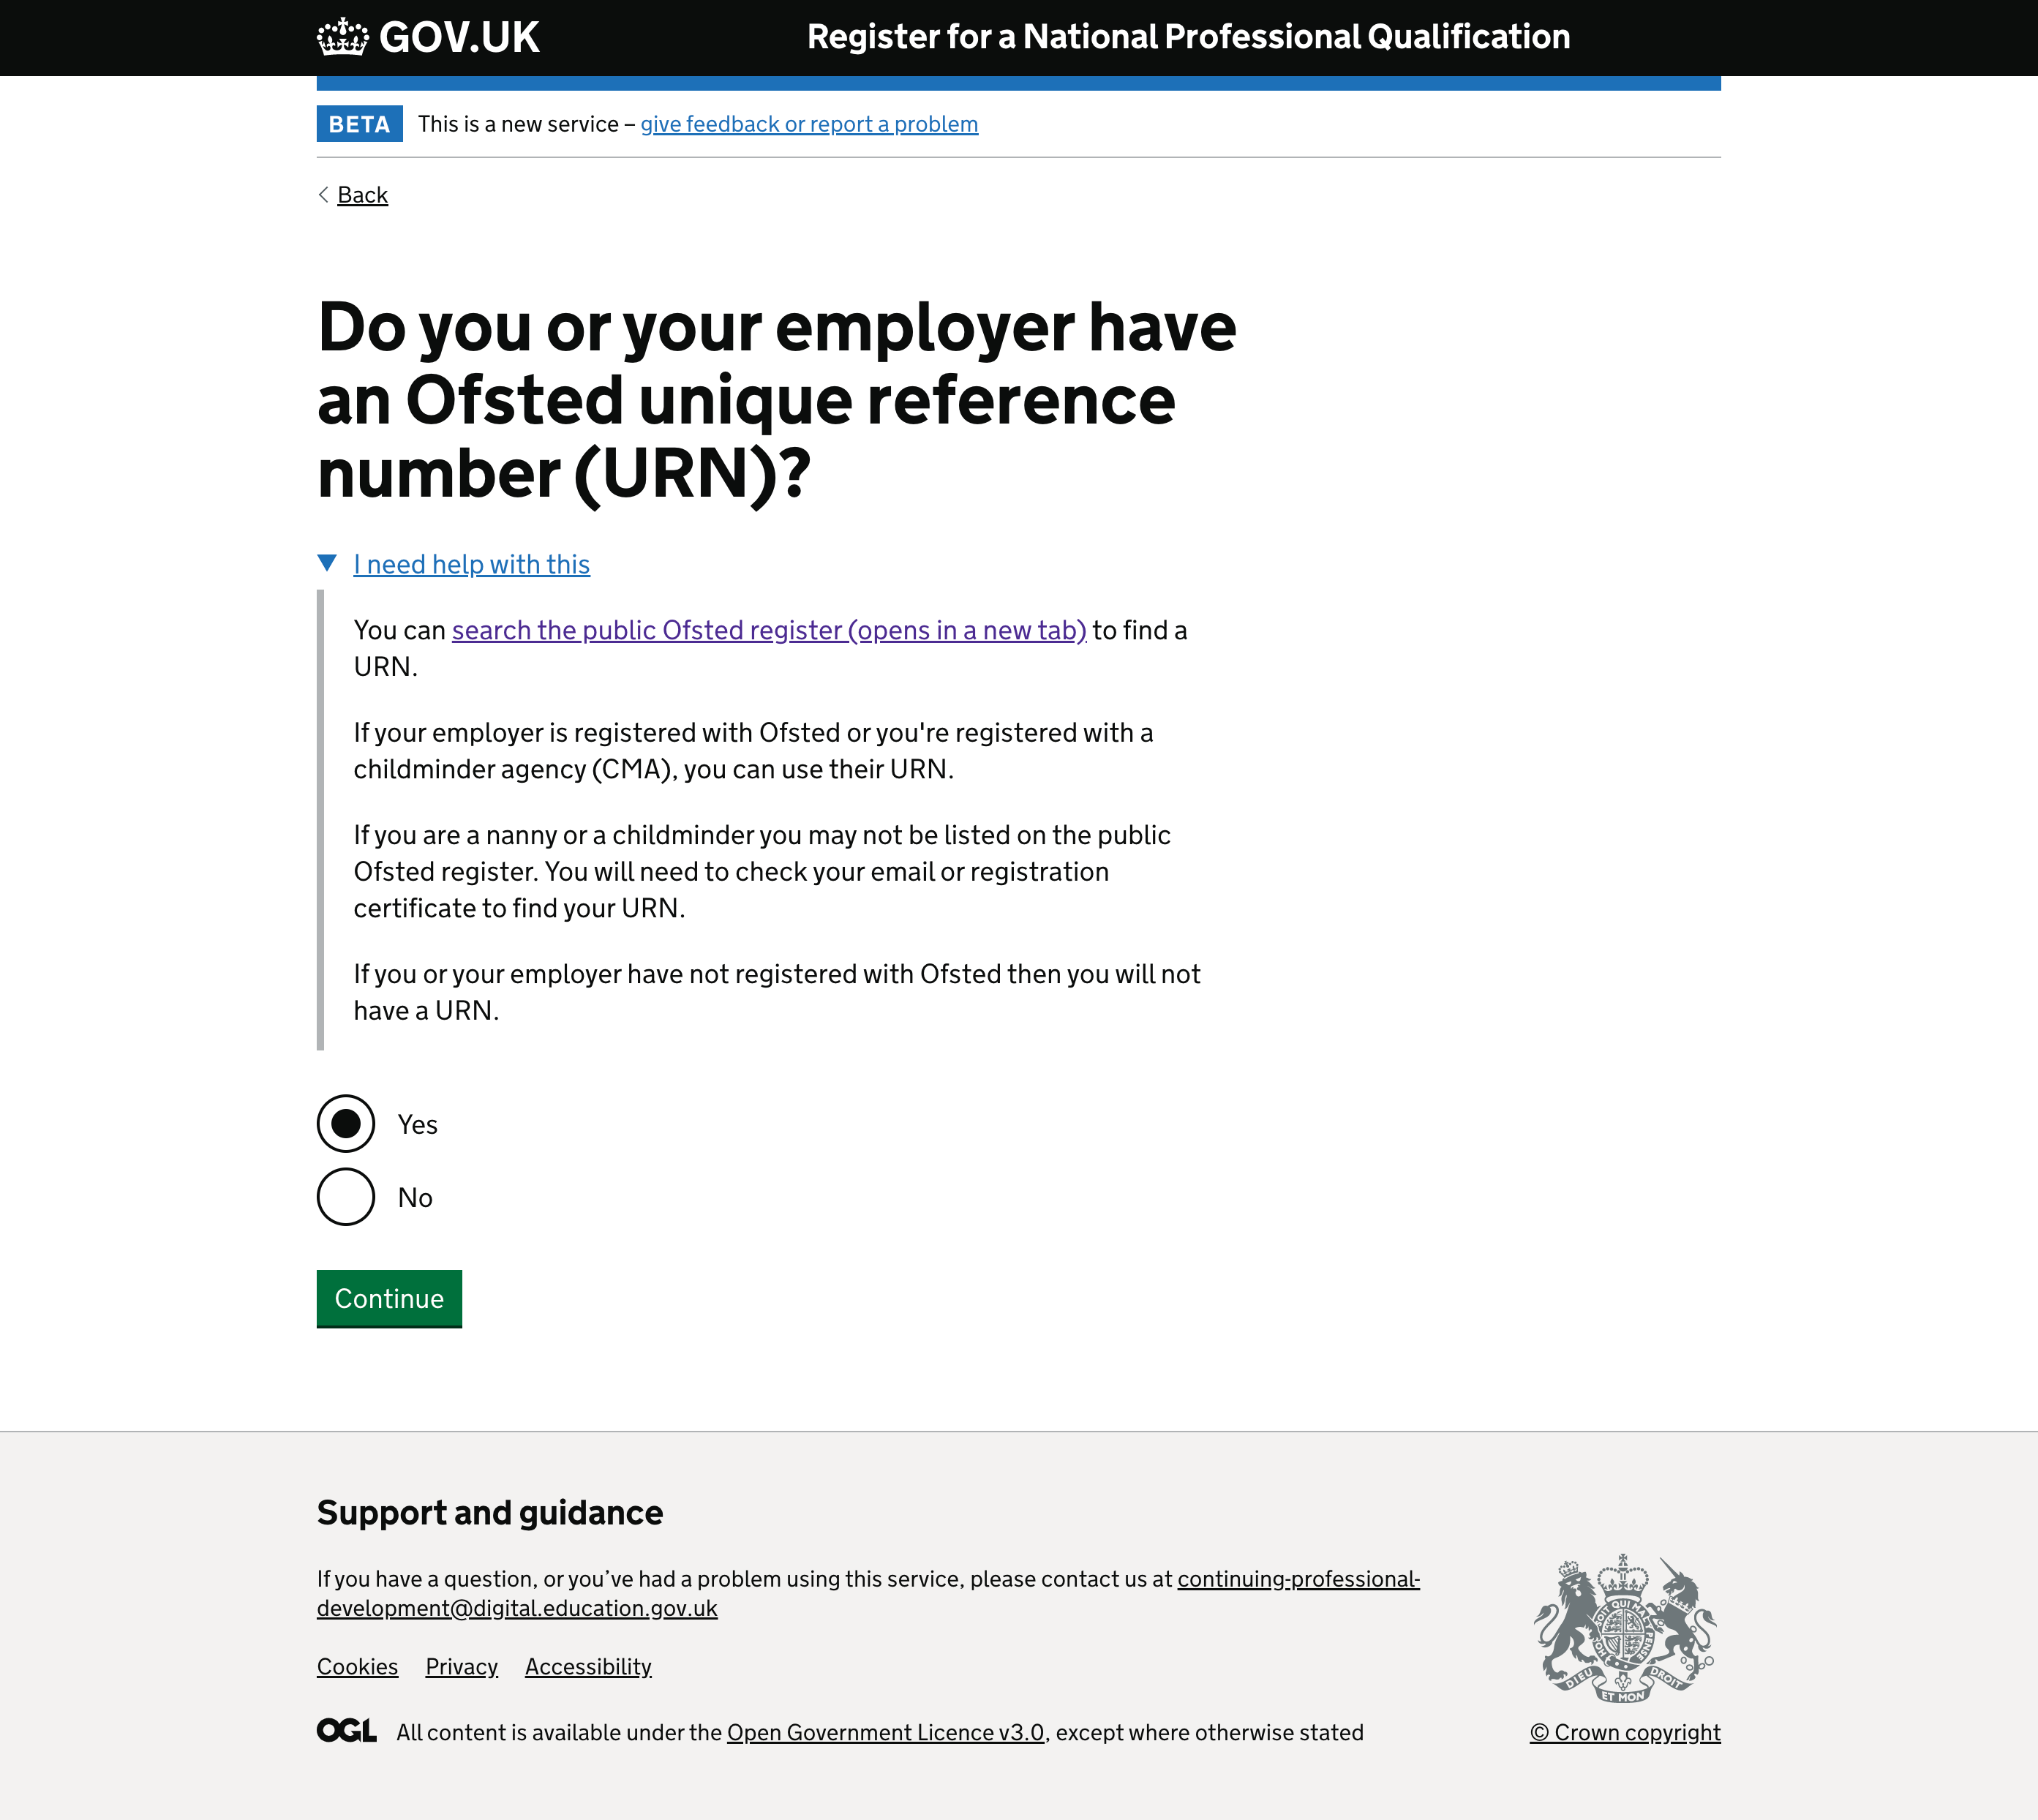 GOV.UK
Register for a National Professional Qualification
BETA This is a new service – give feedback or report a problem
Back
Do you or your employer have
an Ofsted unique reference
number (URN)?
I need help with this
You can search the public Ofsted register (opens in a new tab) to find a
URN.
If your employer is registered with Ofsted or you're registered with a
childminder agency (CMA), you can use their URN.
If you are a nanny or a childminder you may not be listed on the public
Ofsted register. You will need to check your email or registration
certificate to find your URN.
If you or your employer have not registered with Ofsted then you will not
have a URN.
Yes
No
Continue
Support and guidance
If you have a question, or you’ve had a problem using this service, please contact us at continuing-professional-
development@digital.education.gov.uk
Cookies Privacy Accessibility
OGL All content is available under the Open Government Licence v3.0, except where otherwise stated
DIEU ET MON DROIT
© Crown copyright